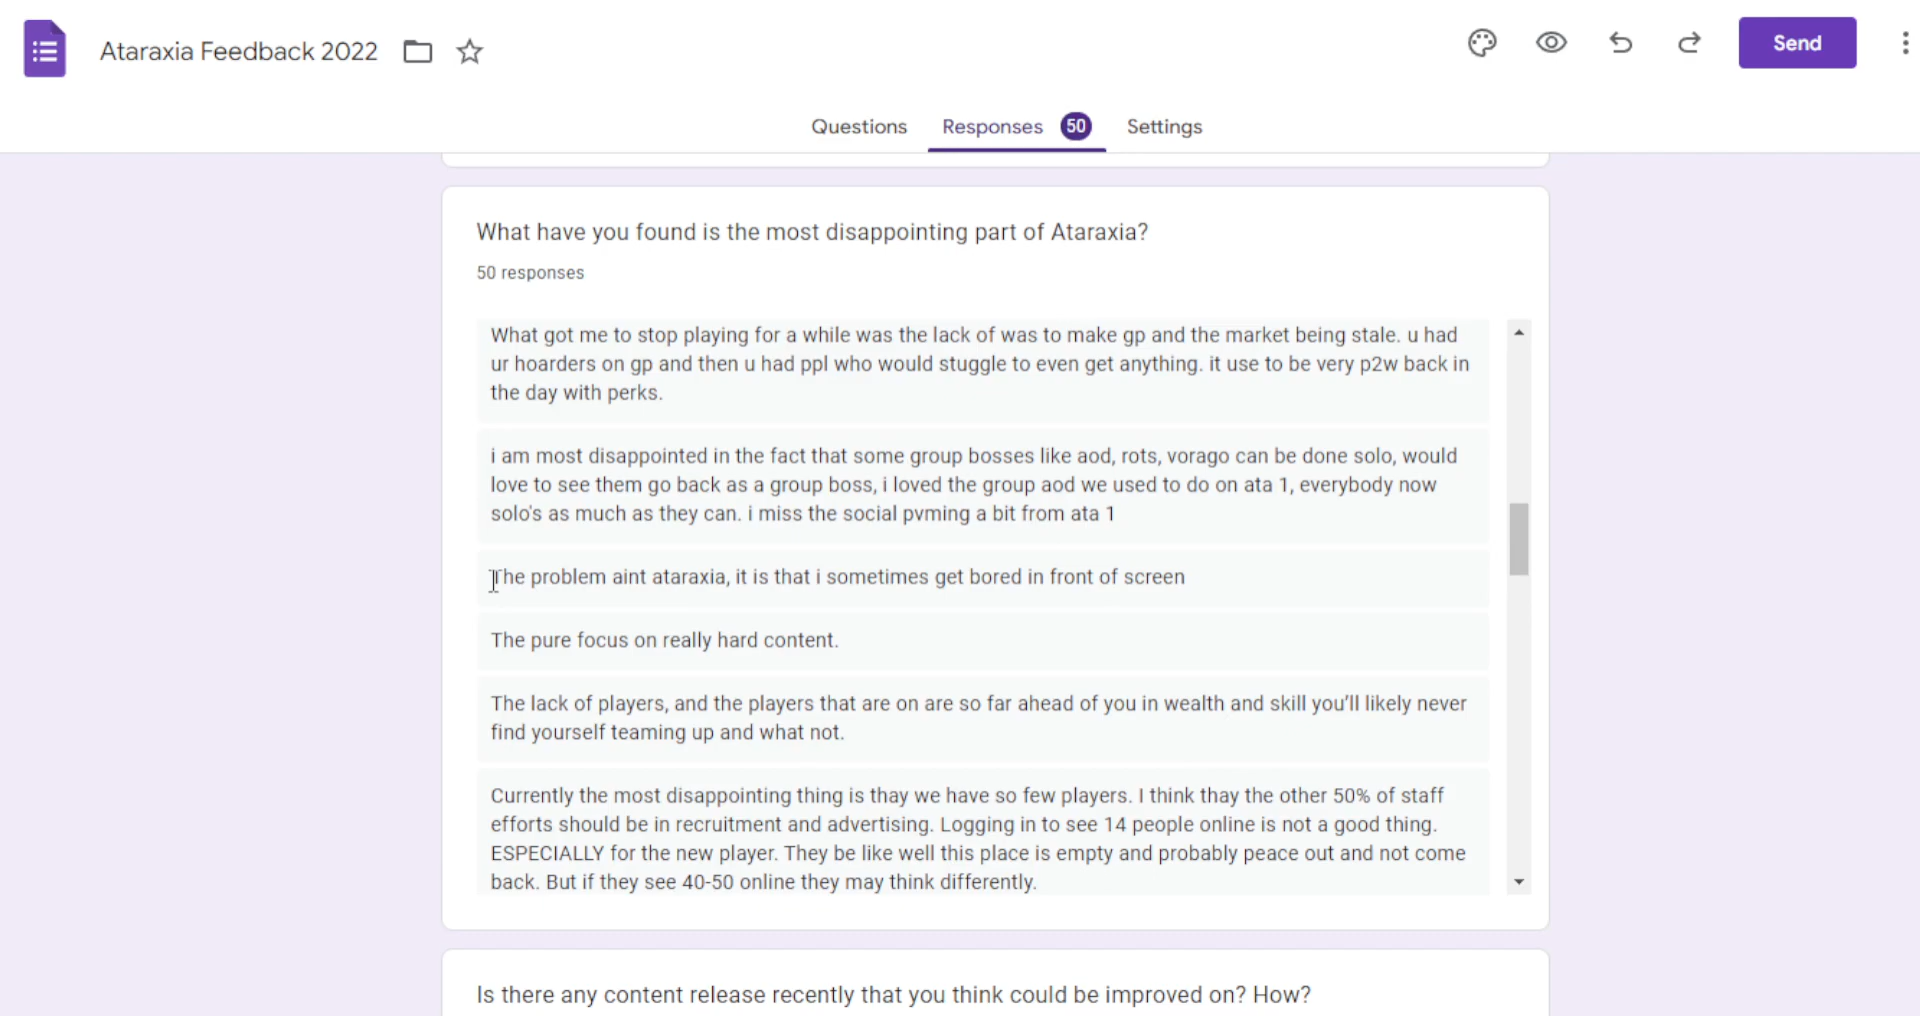 Ataraxia Feedback 2022
Send
Questions
Responses
50
Settings
What have you found is the most disappointing part of Ataraxia?
50 responses
What got me to stop playing for a while was the lack of was to make gp and the market being stale. u had
ur hoarders on gp and then u had ppl who would stuggle to even get anything. it use to be very p2w back in
the day with perks.
i am most disappointed in the fact that some group bosses like aod, rots, vorago can be done solo, would
love to see them go back as a group boss, i loved the group aod we used to do on ata 1, everybody now
solo's as much as they can. i miss the social pvming a bit from ata 1
The problem aint ataraxia, it is that i sometimes get bored in front of screen
The pure focus on really hard content.
The lack of players, and the players that are on are so far ahead of you in wealth and skill you’ll likely never
find yourself teaming up and what not.
Currently the most disappointing thing is thay we have so few players. I think thay the other 50% of staff
efforts should be in recruitment and advertising. Logging in to see 14 people online is not a good thing.
ESPECIALLY for the new player. They be like well this place is empty and probably peace out and not come
back. But if they see 40-50 online they may think differently.
Is there any content release recently that you think could be improved on? How?